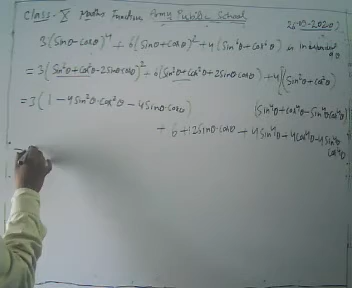 Class-X Maths Function Army Public School
20-09-2020
3(sinθ-cosθ)⁴ + 6(sinθ+cosθ)² + 4(sin⁶θ+cos⁶θ) is independent of θ
= 3(sin²θ+cos²θ-2sinθcosθ)² + 6(sin²θ+cos²θ+2sinθcosθ) + 4[(sin²θ+cos²θ)
(sin⁴θ+cos⁴θ-sin²θcos²θ)]
= 3(1 - 4sin²θ·cos²θ - 4sinθ·cosθ)
+ 6 + 12sinθ·cosθ + 4sin⁴θ + 4cos⁴θ - 4sin²θ
cos²θ
=